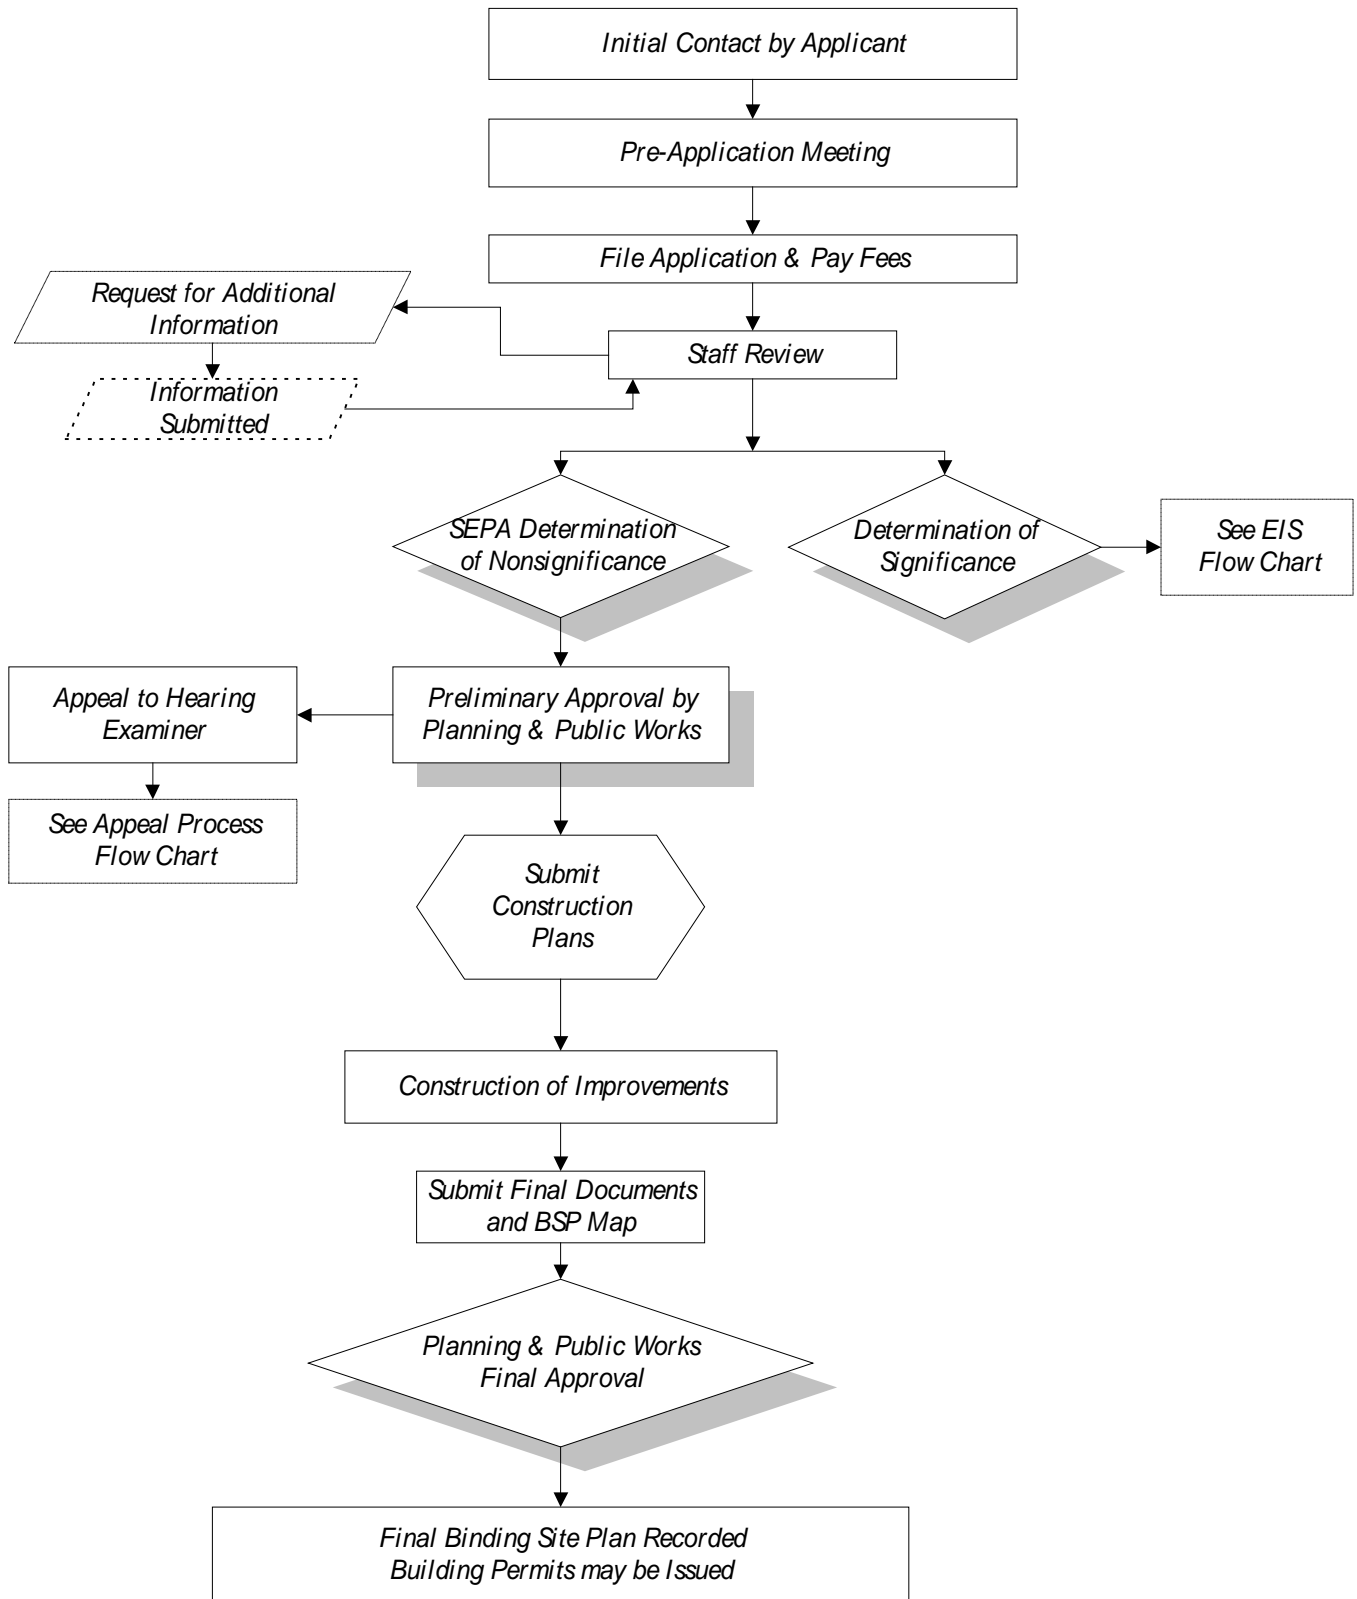 Initial Contact by Applicant
Pre-Application Meeting
File Application & Pay Fees
Request for Additional
Information
Staff Review
Information
Submitted
SEPA Determination
of Nonsignificance
Determination of
Significance
See EIS
Flow Chart
Appeal to Hearing
Examiner
Preliminary Approval by
Planning & Public Works
See Appeal Process
Flow Chart
Submit
Construction
Plans
Construction of Improvements
Submit Final Documents
and BSP Map
Planning & Public Works
Final Approval
Final Binding Site Plan Recorded
Building Permits may be Issued